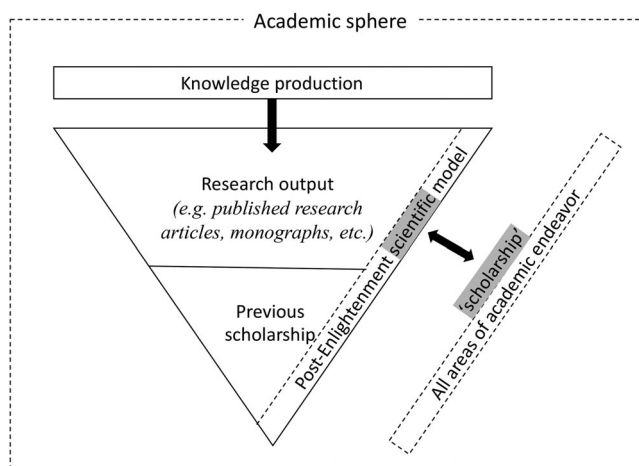 Academic sphere
Knowledge production
Research output
(e.g. published research
articles, monographs, etc.)
Previous
scholarship
Post-Enlightenment scientific model
‘scholarship’
All areas of academic endeavor